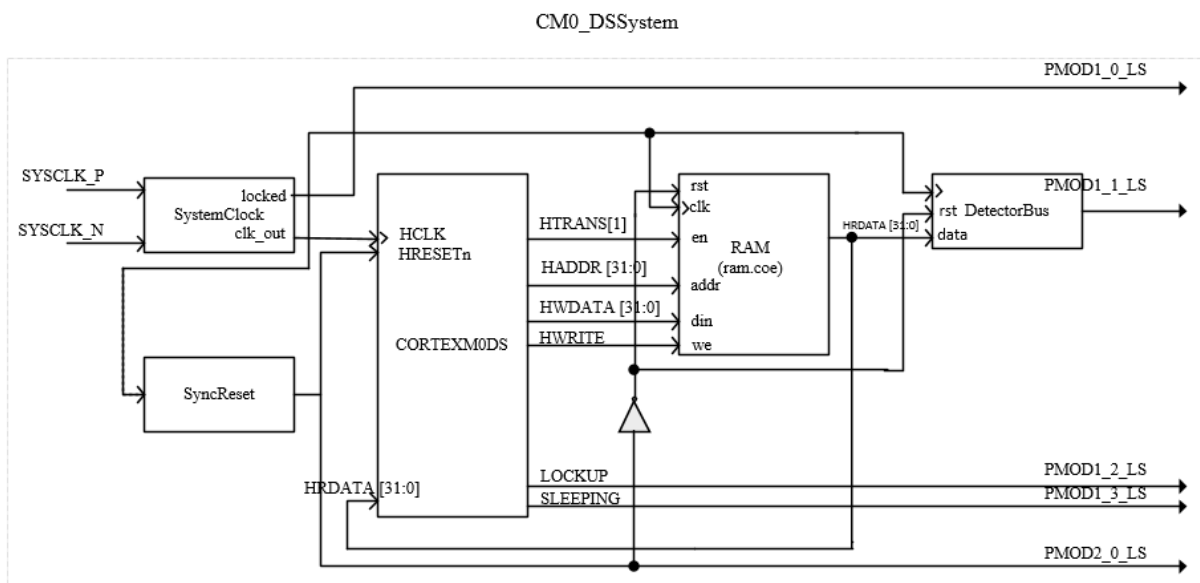 CM0_DSSystem
PMOD1_0_LS
SYSCLK_P
SYSCLK_N
locked
SystemClock
clk_out
HCLK
HRESETn
CORTEXM0DS
HTRANS[1]
HADDR [31:0]
HWDATA [31:0]
HWRITE
rst
clk
en
addr
din
we
RAM
(ram.coe)
HRDATA [31:0]
rst DetectorBus
data
PMOD1_1_LS
SyncReset
HRDATA [31:0]
LOCKUP
SLEEPING
PMOD1_2_LS
PMOD1_3_LS
PMOD2_0_LS